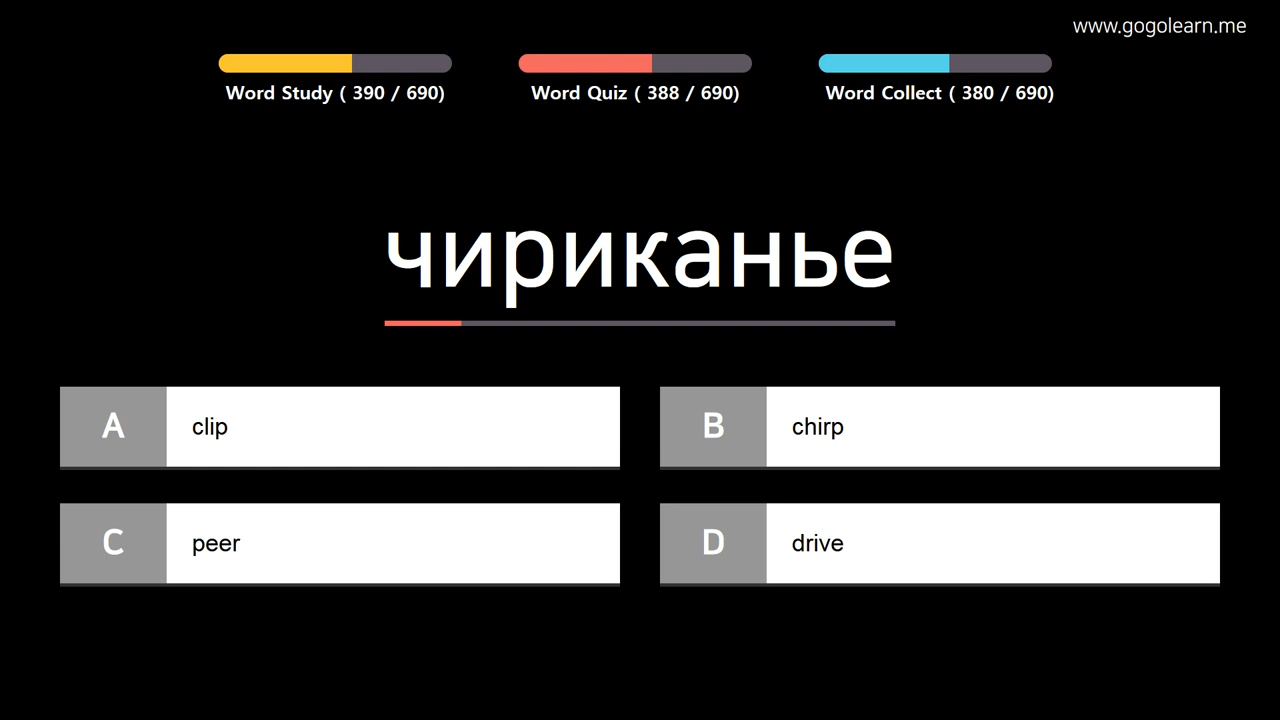 www.gogolearn.me
Word Study ( 390 / 690)
Word Quiz ( 388 / 690)
Word Collect ( 380 / 690)
чириканье
A clip
B chirp
C peer
D drive